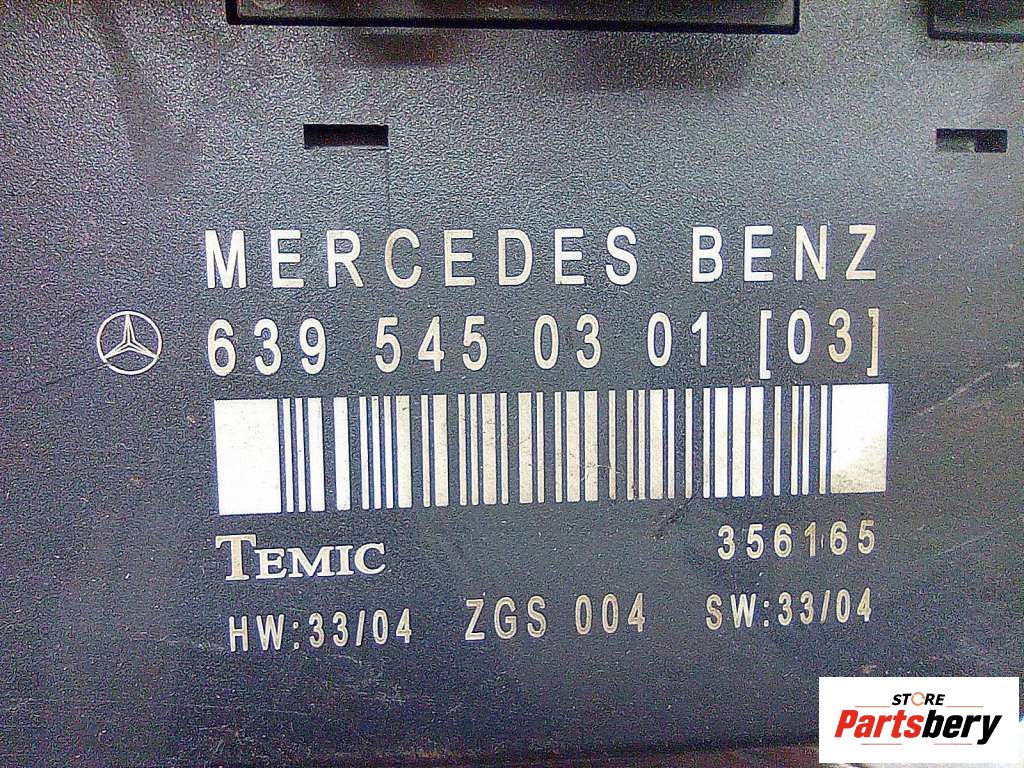 MERCEDES BENZ
639 545 03 01 [03]
TEMIC 356165
HW:33/04 ZGS 004 SW:33/04
STORE
Partsbery